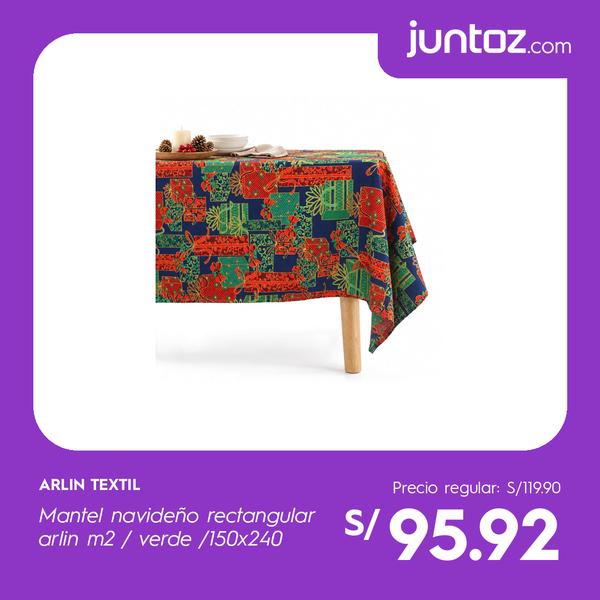 juntoz.com
ARLIN TEXTIL
Mantel navideño rectangular
arlin m2 / verde /150x240
Precio regular: S/119.90
S/95.92